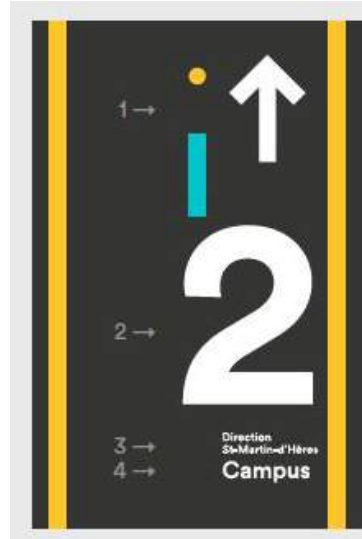 1 →
↑
2 → 2
3 → Direction
St-Martin-d'Hères
4 → Campus